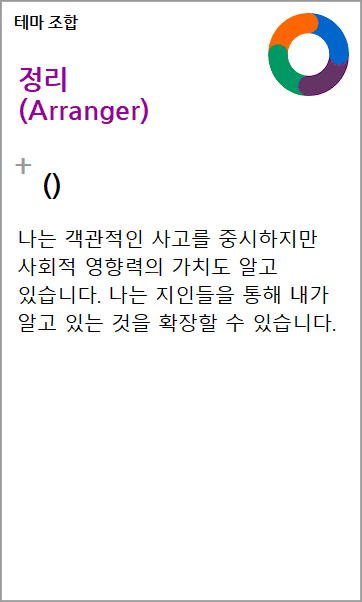 테마 조합
정리
(Arranger)
+
()
나는 객관적인 사고를 중시하지만
사회적 영향력의 가치도 알고
있습니다. 나는 지인들을 통해 내가
알고 있는 것을 확장할 수 있습니다.